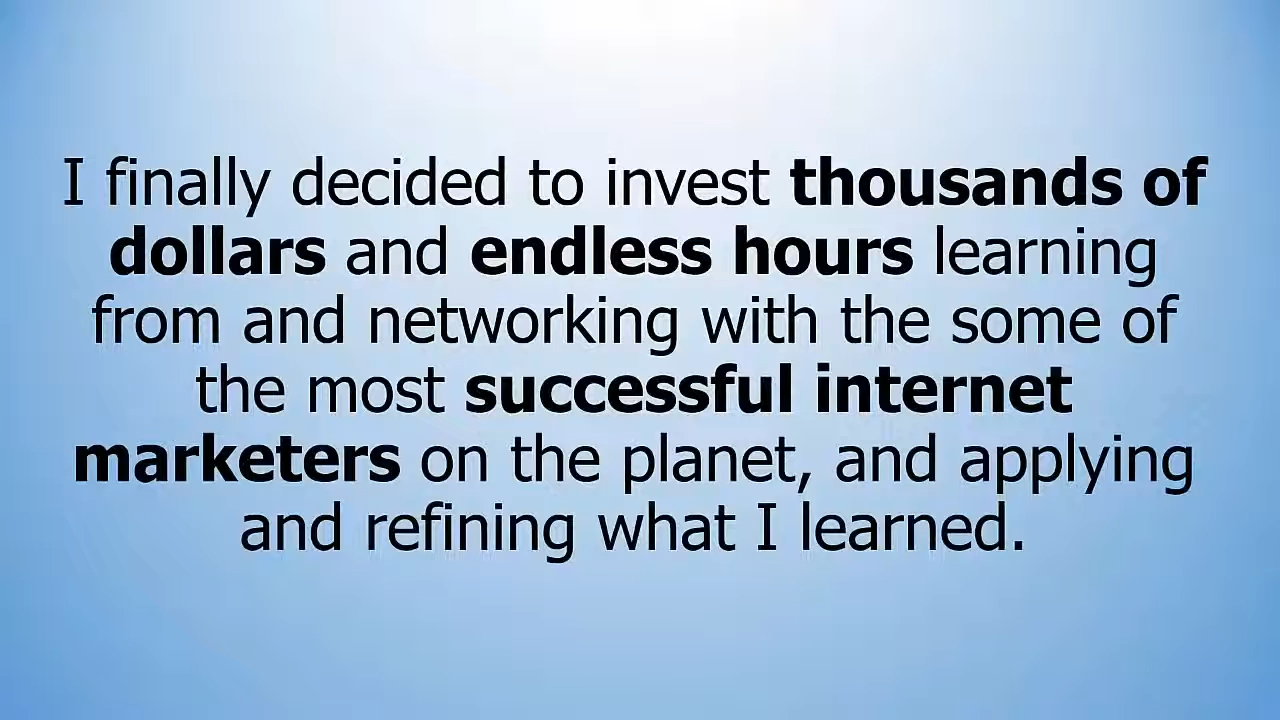 I finally decided to invest thousands of
dollars and endless hours learning
from and networking with the some of
the most successful internet
marketers on the planet, and applying
and refining what I learned.